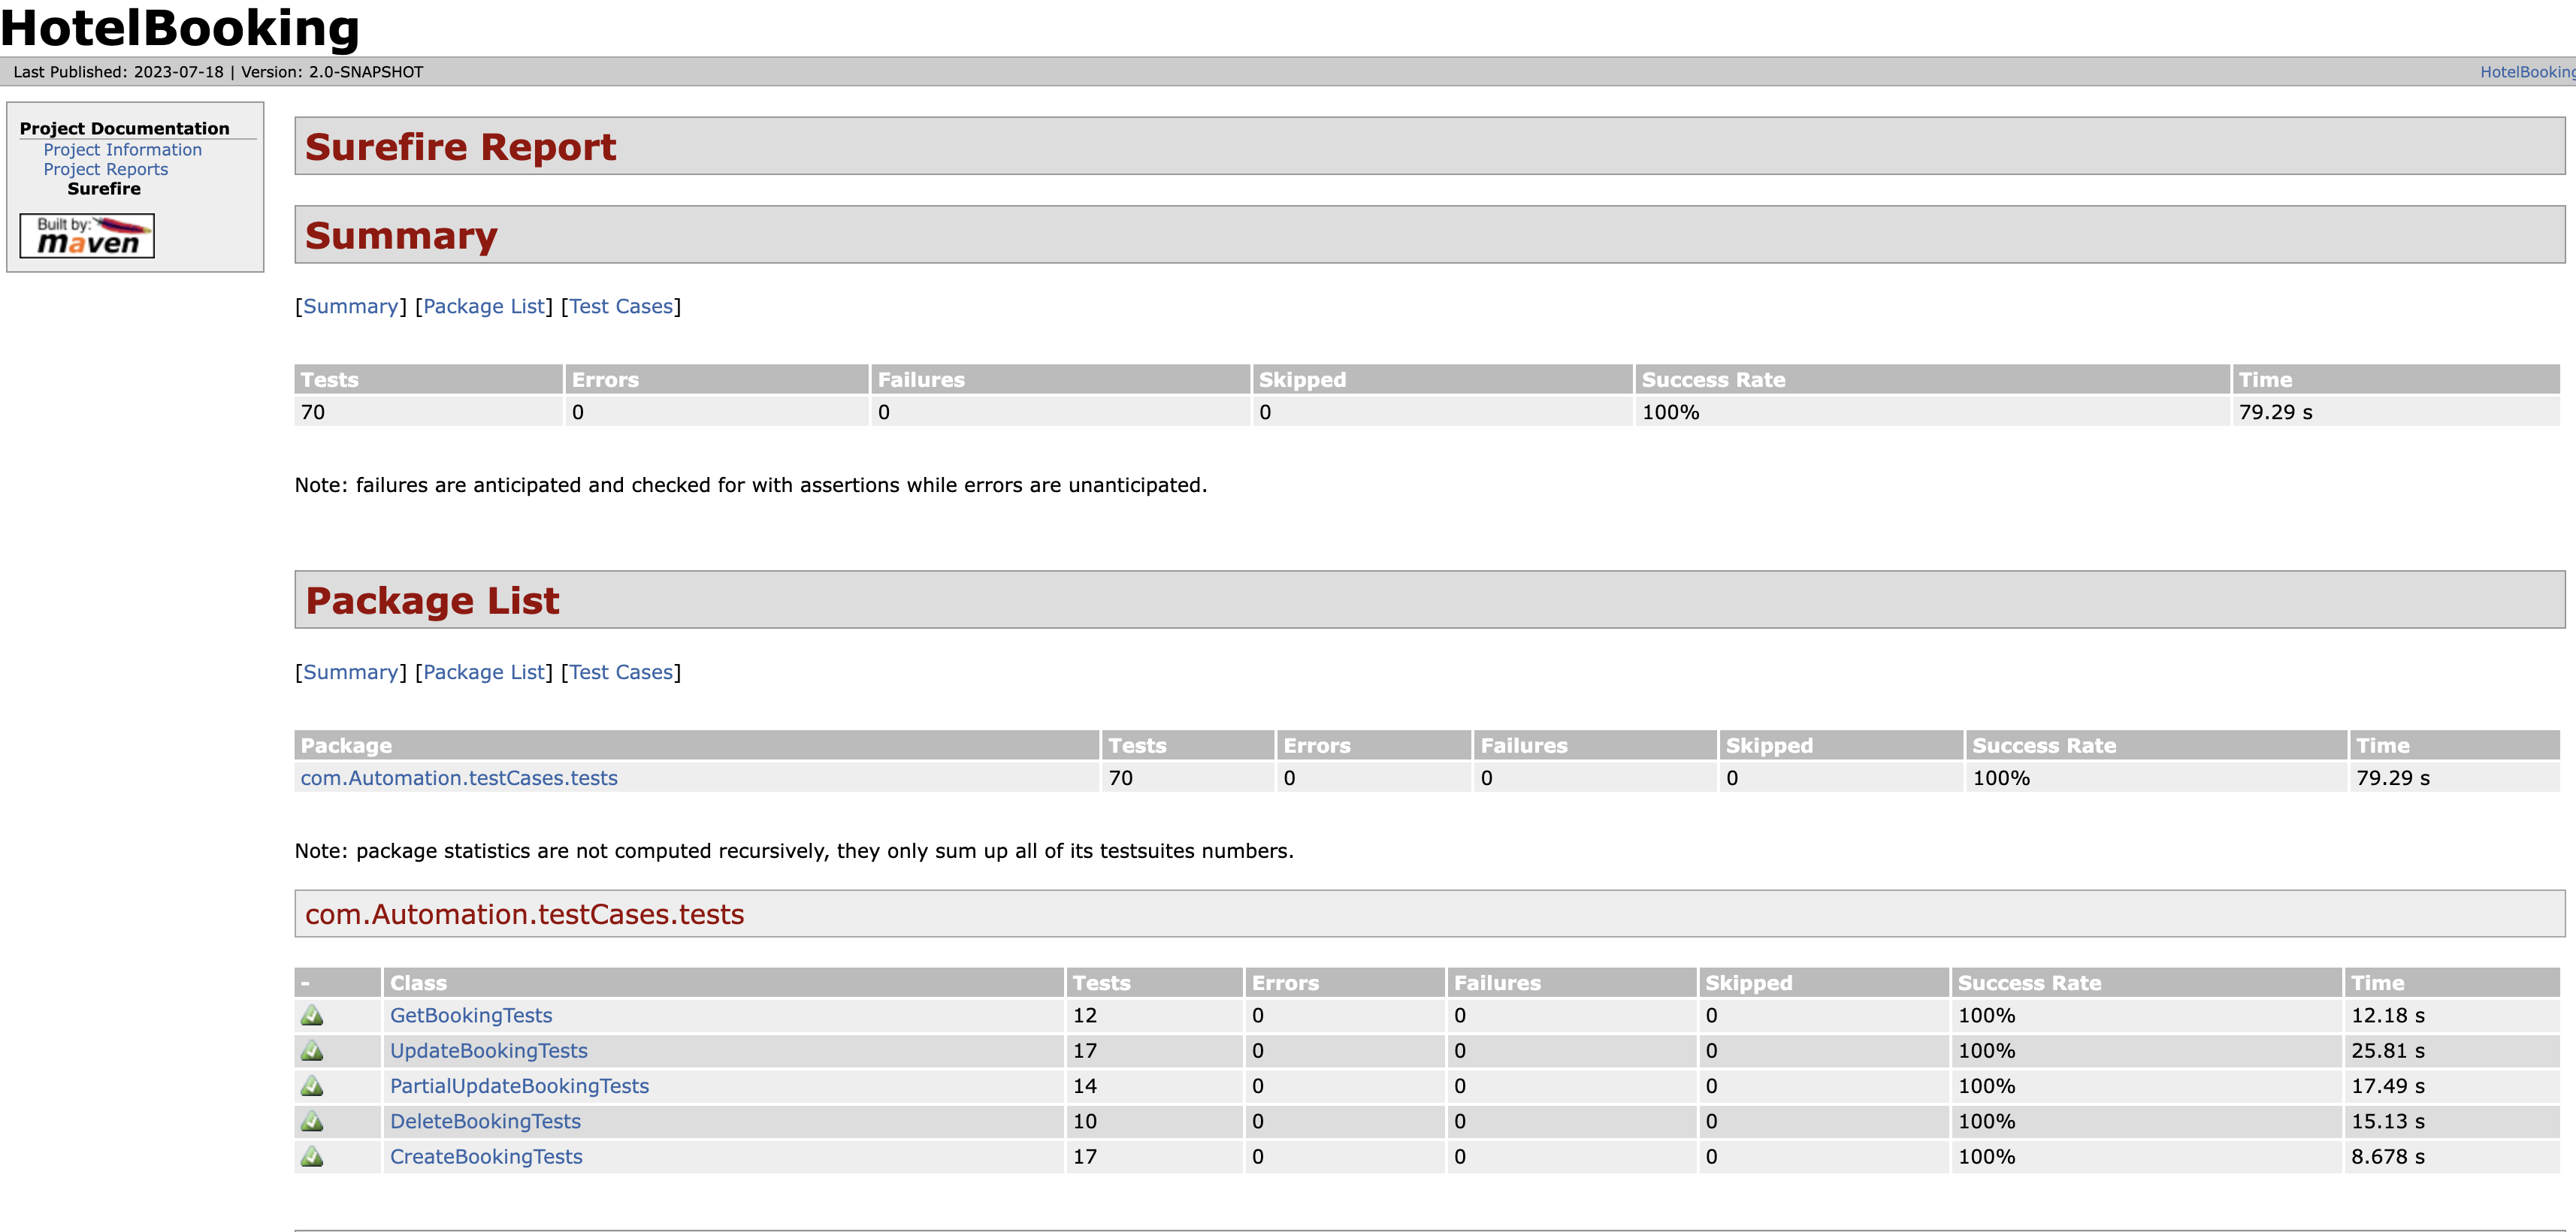 HotelBooking
Last Published: 2023-07-18 | Version: 2.0-SNAPSHOT HotelBooking
Project Documentation
Project Information
Project Reports
Surefire
Built by:
maven
Surefire Report
Summary
[Summary] [Package List] [Test Cases]
Tests Errors Failures Skipped Success Rate Time
70 0 0 0 100% 79.29 s
Note: failures are anticipated and checked for with assertions while errors are unanticipated.
Package List
[Summary] [Package List] [Test Cases]
Package Tests Errors Failures Skipped Success Rate Time
com.Automation.testCases.tests 70 0 0 0 100% 79.29 s
Note: package statistics are not computed recursively, they only sum up all of its testsuites numbers.
com.Automation.testCases.tests
- Class Tests Errors Failures Skipped Success Rate Time
GetBookingTests 12 0 0 0 100% 12.18 s
UpdateBookingTests 17 0 0 0 100% 25.81 s
PartialUpdateBookingTests 14 0 0 0 100% 17.49 s
DeleteBookingTests 10 0 0 0 100% 15.13 s
CreateBookingTests 17 0 0 0 100% 8.678 s